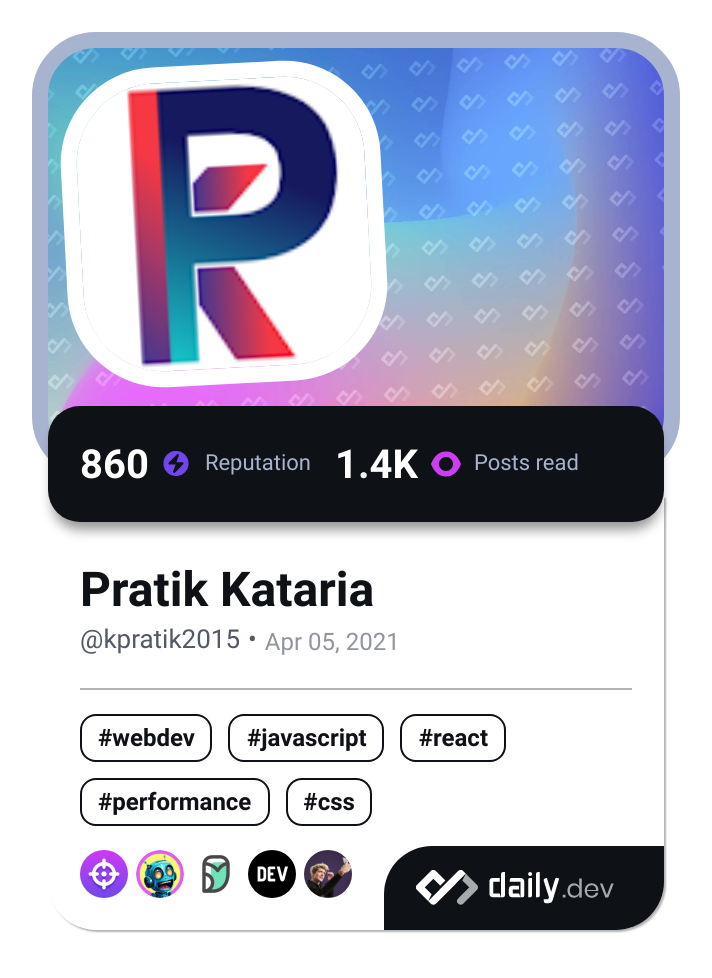 860 Reputation 1.4K Posts read
Pratik Kataria
@kpratik2015 • Apr 05, 2021
#webdev #javascript #react
#performance #css
DEV
daily.dev